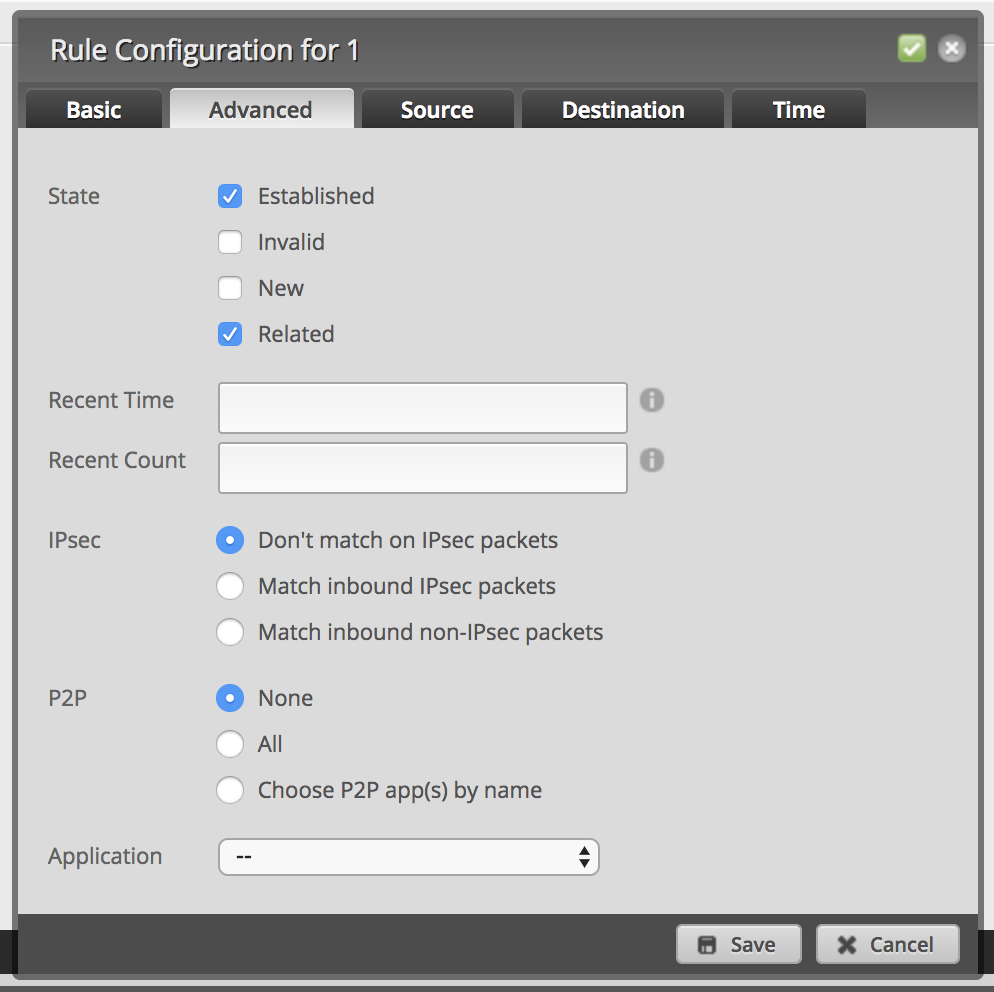 Rule Configuration for 1
Basic Advanced Source Destination Time
State Established
Invalid
New
Related
Recent Time
Recent Count
IPsec Don't match on IPsec packets
Match inbound IPsec packets
Match inbound non-IPsec packets
P2P None
All
Choose P2P app(s) by name
Application --
Save Cancel